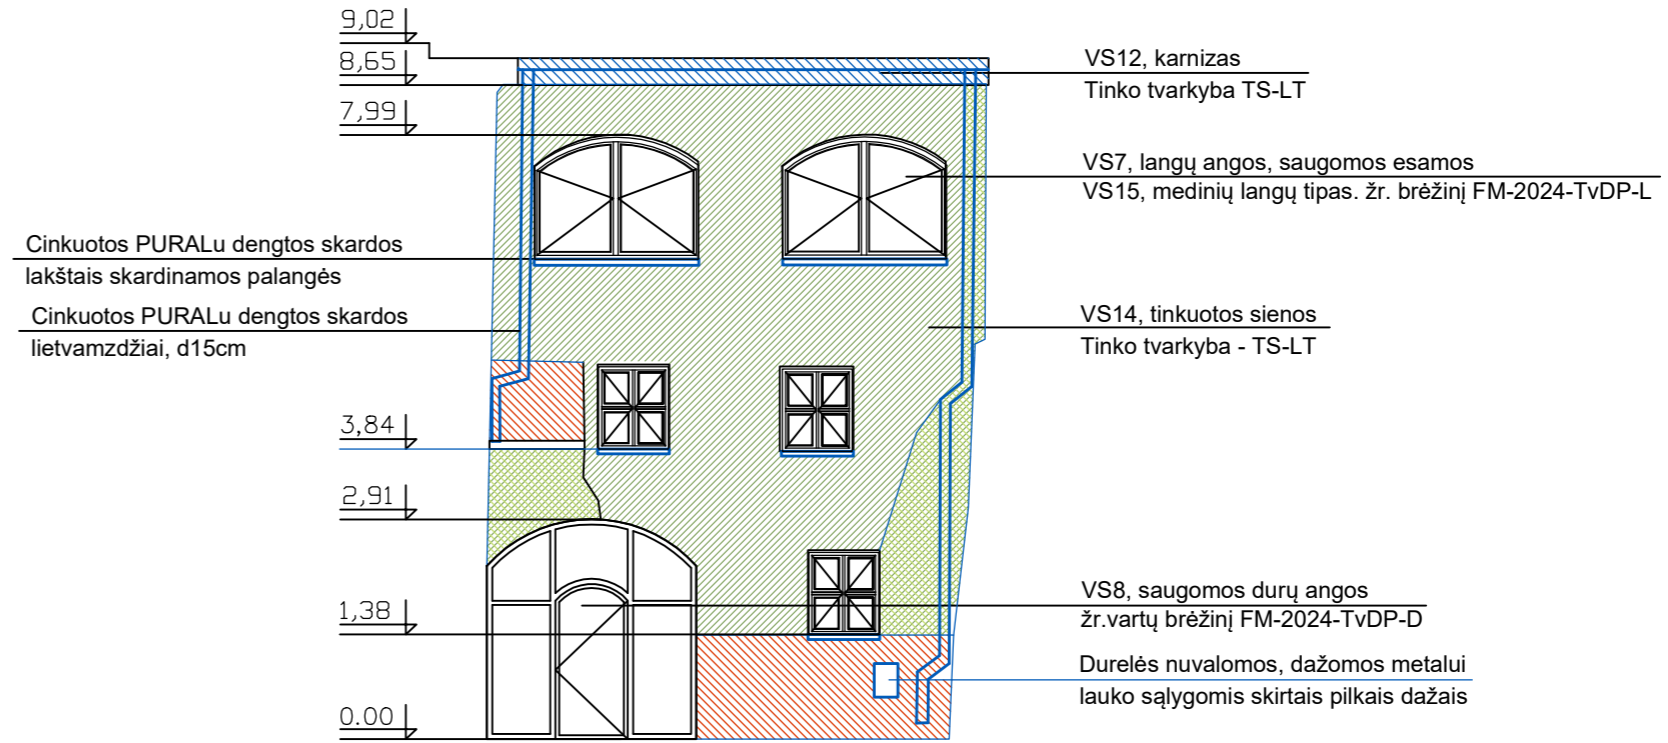 9,02
8,65
7,99
VS12, karnizas
Tinko tvarkyba TS-LT
VS7, langų angos, saugomos esamos
VS15, medinių langų tipas. žr. brėžinį FM-2024-TvDP-L
Cinkuotos PURALu dengtos skardos
lakštais skardinamos palangės
Cinkuotos PURALu dengtos skardos
lietvamzdžiai, d15cm
VS14, tinkuotos sienos
Tinko tvarkyba - TS-LT
3,84
2,91
1,38
0.00
VS8, saugomos durų angos
žr.vartų brėžinį FM-2024-TvDP-D
Durelės nuvalomos, dažomos metalui
lauko sąlygomis skirtais pilkais dažais